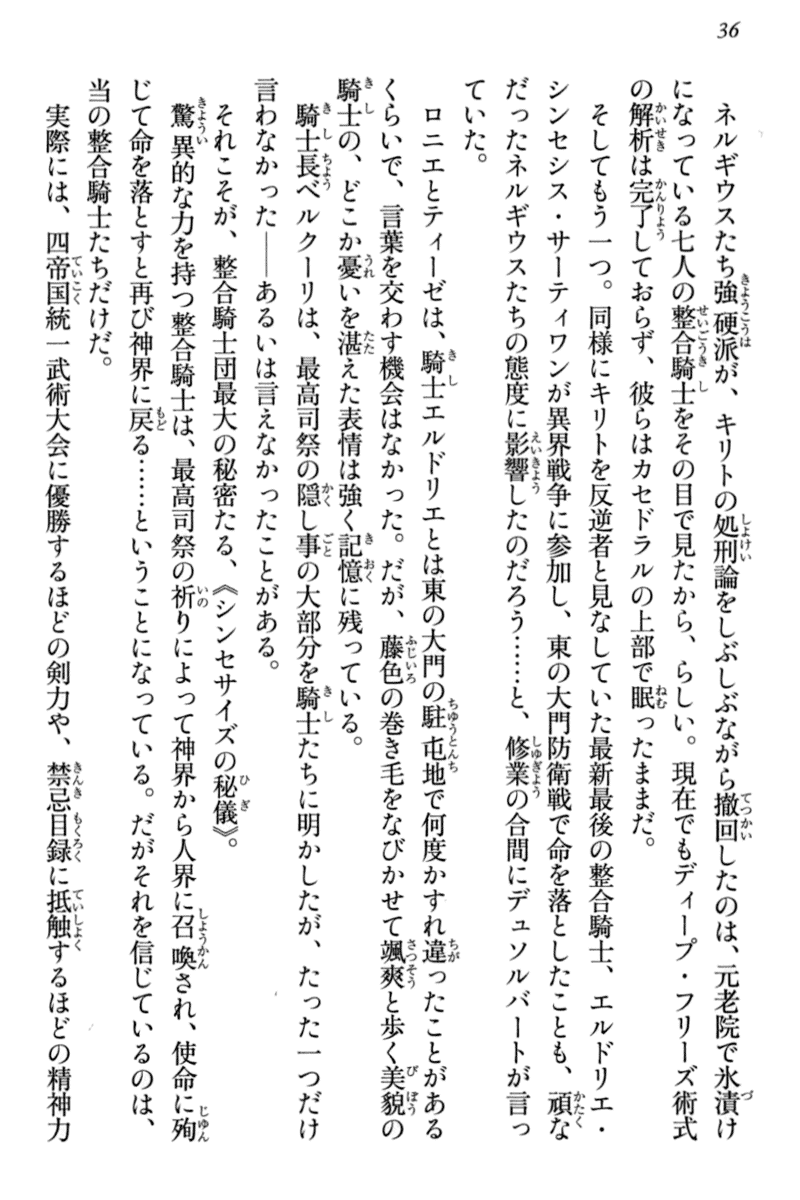 36
ネルギウスたち強硬派が、キリトの処刑論をしぶしぶながら撤回したのは、元老院で氷漬け
になっている七人の整合騎士をその目で見たから、らしい。現在でもディープ・フリーズ術式
の解析は完了しておらず、彼らはカセドラルの上部で眠ったままだ。
そしてもう一つ。同様にキリトを反逆者と見なしていた最新最後の整合騎士、エルドリエ・
シンセシス・サーティワンが異界戦争に参加し、東の大門防衛戦で命を落としたことも、頑な
だったネルギウスたちの態度に影響したのだろう……と、修業の合間にデュソルバートが言っ
ていた。
ロニエとティーゼは、騎士エルドリエとは東の大門の駐屯地で何度かすれ違ったことがある
くらいで、言葉を交わす機会はなかった。だが、藤色の巻き毛をなびかせて颯爽と歩く美貌の
騎士の、どこか憂いを湛えた表情は強く記憶に残っている。
騎士長ベルクーリは、最高司祭の隠し事の大部分を騎士たちに明かしたが、たった一つだけ
言わなかった――あるいは言えなかったことがある。
それこそが、整合騎士団最大の秘密たる、《シンセサイズの秘儀》。
驚異的な力を持つ整合騎士は、最高司祭の祈りによって神界から人界に召喚され、使命に殉
じて命を落とすと再び神界に戻る……ということになっている。だがそれを信じているのは、
当の整合騎士たちだけだ。
実際には、四帝国統一武術大会に優勝するほどの剣力や、禁忌目録に抵触するほどの精神力